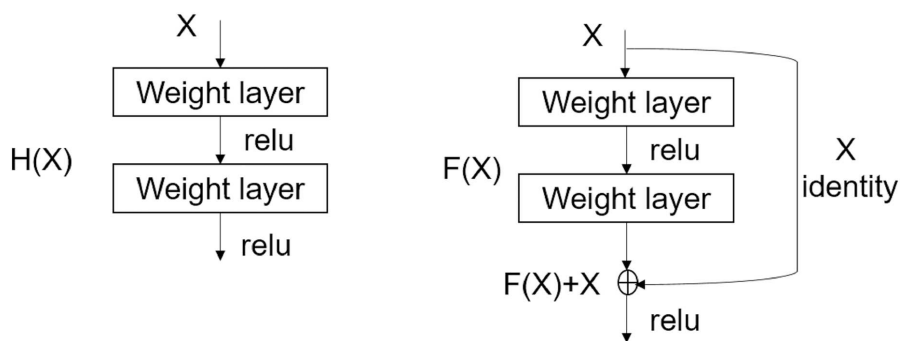 X
Weight layer
relu
H(X)
Weight layer
relu
X
Weight layer
relu
F(X)
Weight layer
X
identity
F(X)+X
relu